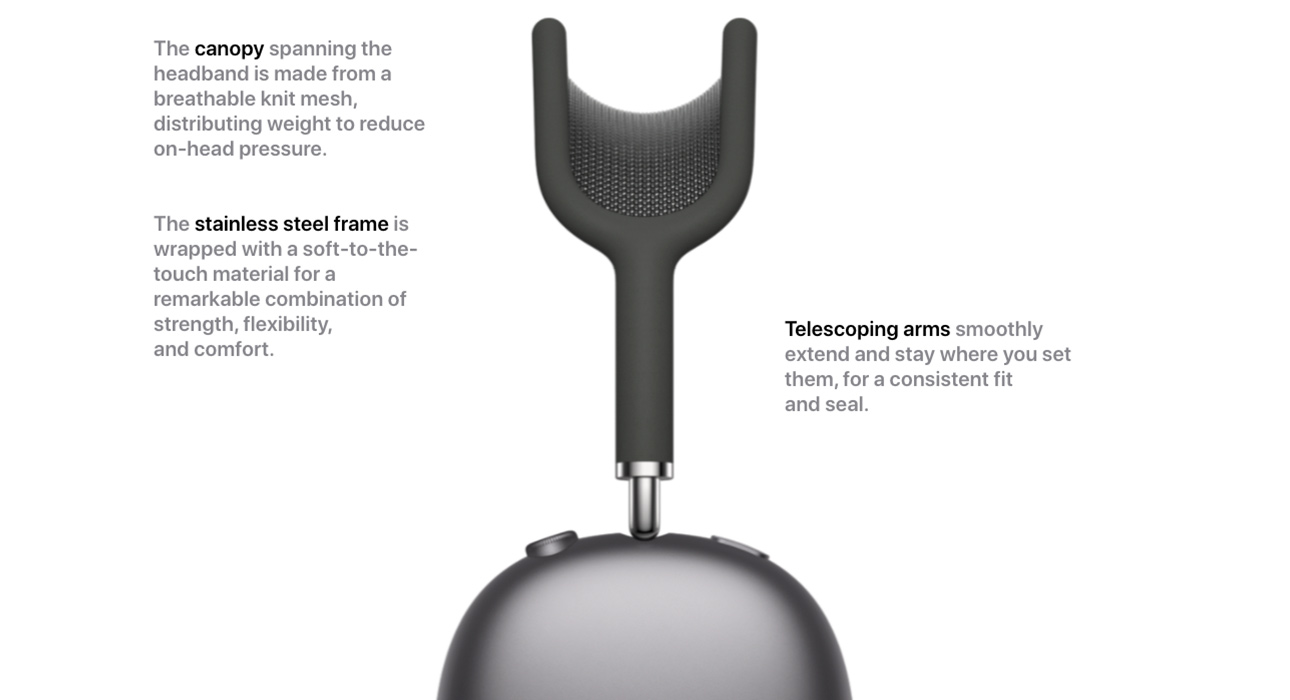 The canopy spanning the
headband is made from a
breathable knit mesh,
distributing weight to reduce
on-head pressure.
The stainless steel frame is
wrapped with a soft-to-the-
touch material for a
remarkable combination of
strength, flexibility,
and comfort.
Telescoping arms smoothly
extend and stay where you set
them, for a consistent fit
and seal.